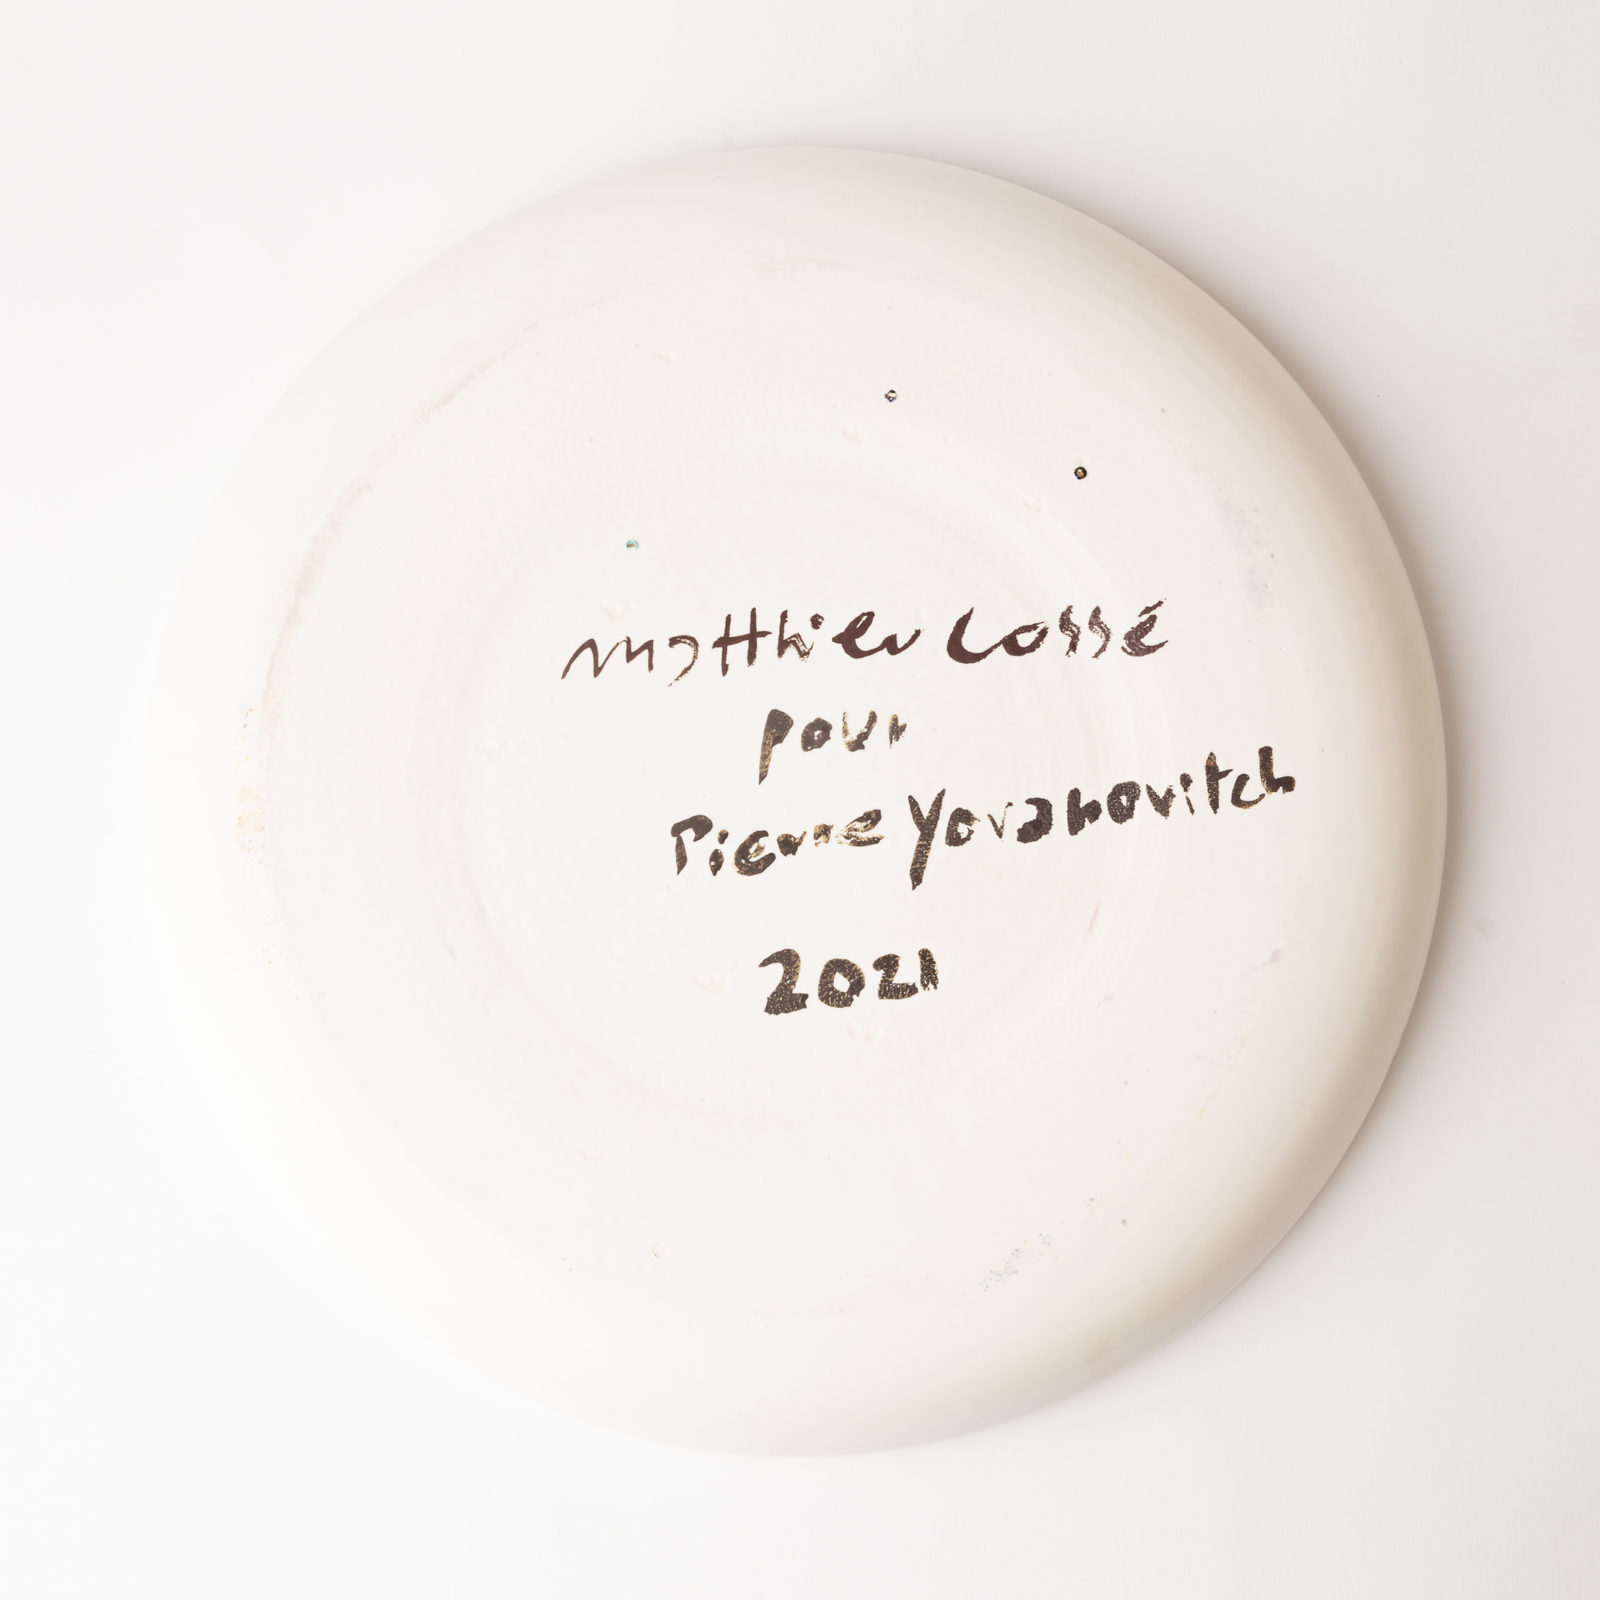 Matthieu Cossé
pour
Pierre Yovanovitch
2021